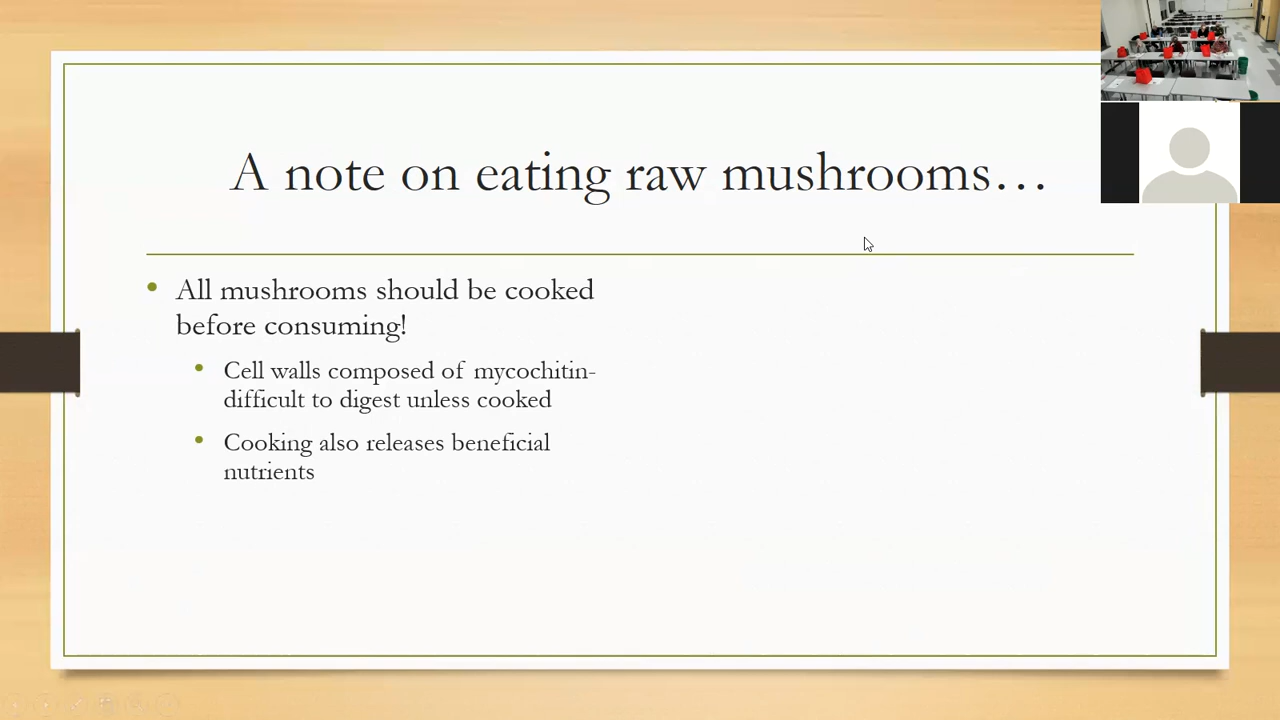 A note on eating raw mushrooms…
All mushrooms should be cooked
before consuming!
Cell walls composed of mycochitin-
difficult to digest unless cooked
Cooking also releases beneficial
nutrients